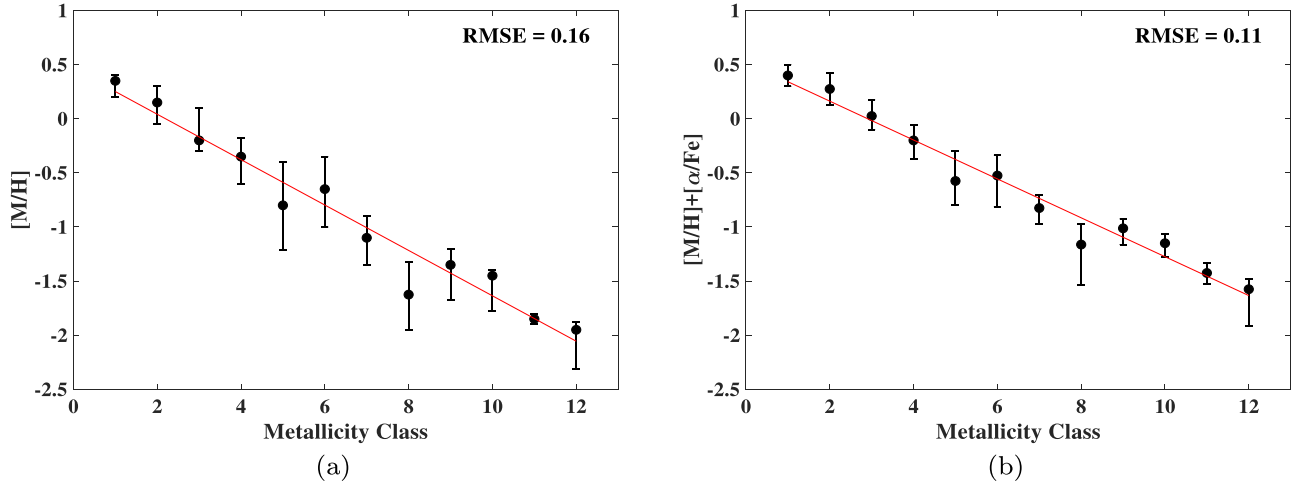 RMSE = 0.16
1
0.5
0
-0.5
-1
-1.5
-2
-2.5
[M/H]
0 2 4 6 8 10 12
Metallicity Class
(a)
RMSE = 0.11
1
0.5
0
-0.5
-1
-1.5
-2
-2.5
[M/H]+[α/Fe]
0 2 4 6 8 10 12
Metallicity Class
(b)